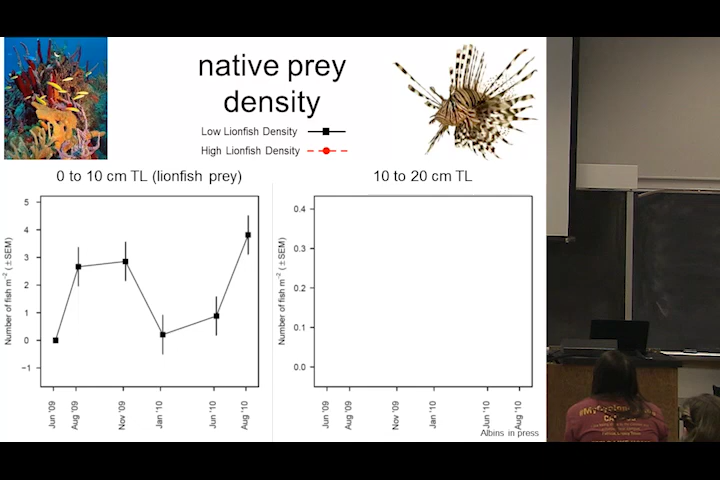 native prey
density
Low Lionfish Density
High Lionfish Density
0 to 10 cm TL (lionfish prey)
10 to 20 cm TL
Number of fish m⁻² (±SEM)
5
4
3
2
1
0
−1
Jun '09
Aug '09
Nov '09
Jan '10
Jun '10
Aug '10
Number of fish m⁻² (±SEM)
0.4
0.3
0.2
0.1
0.0
Jun '09
Aug '09
Nov '09
Jan '10
Jun '10
Aug '10
Albins in press